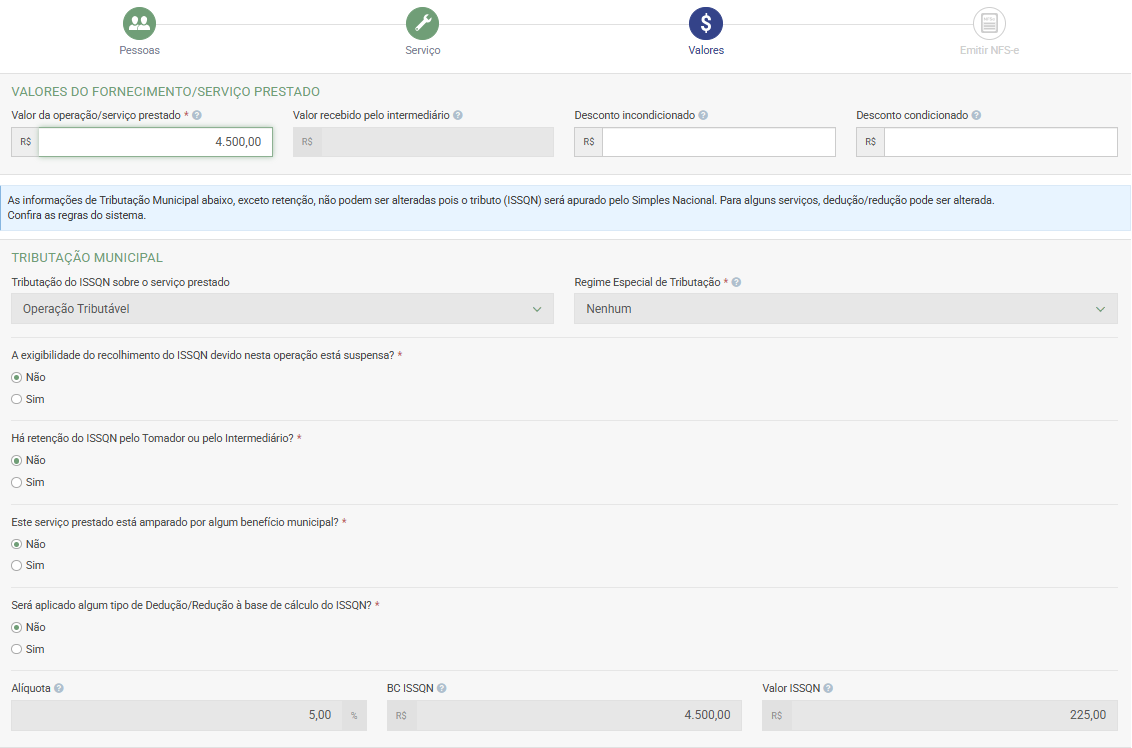 Pessoas
Serviço
Valores
Emitir NFS-e
VALORES DO FORNECIMENTO/SERVIÇO PRESTADO
Valor da operação/serviço prestado *
Valor recebido pelo intermediário
Desconto incondicionado
Desconto condicionado
R$ 4.500,00
R$
R$
R$
As informações de Tributação Municipal abaixo, exceto retenção, não podem ser alteradas pois o tributo (ISSQN) será apurado pelo Simples Nacional. Para alguns serviços, dedução/redução pode ser alterada.
Confira as regras do sistema.
TRIBUTAÇÃO MUNICIPAL
Tributação do ISSQN sobre o serviço prestado
Regime Especial de Tributação *
Operação Tributável
Nenhum
A exigibilidade do recolhimento do ISSQN devido nesta operação está suspensa? *
Não
Sim
Há retenção do ISSQN pelo Tomador ou pelo Intermediário? *
Não
Sim
Este serviço prestado está amparado por algum benefício municipal? *
Não
Sim
Será aplicado algum tipo de Dedução/Redução à base de cálculo do ISSQN? *
Não
Sim
Alíquota
BC ISSQN
Valor ISSQN
5,00 %
R$ 4.500,00
R$ 225,00